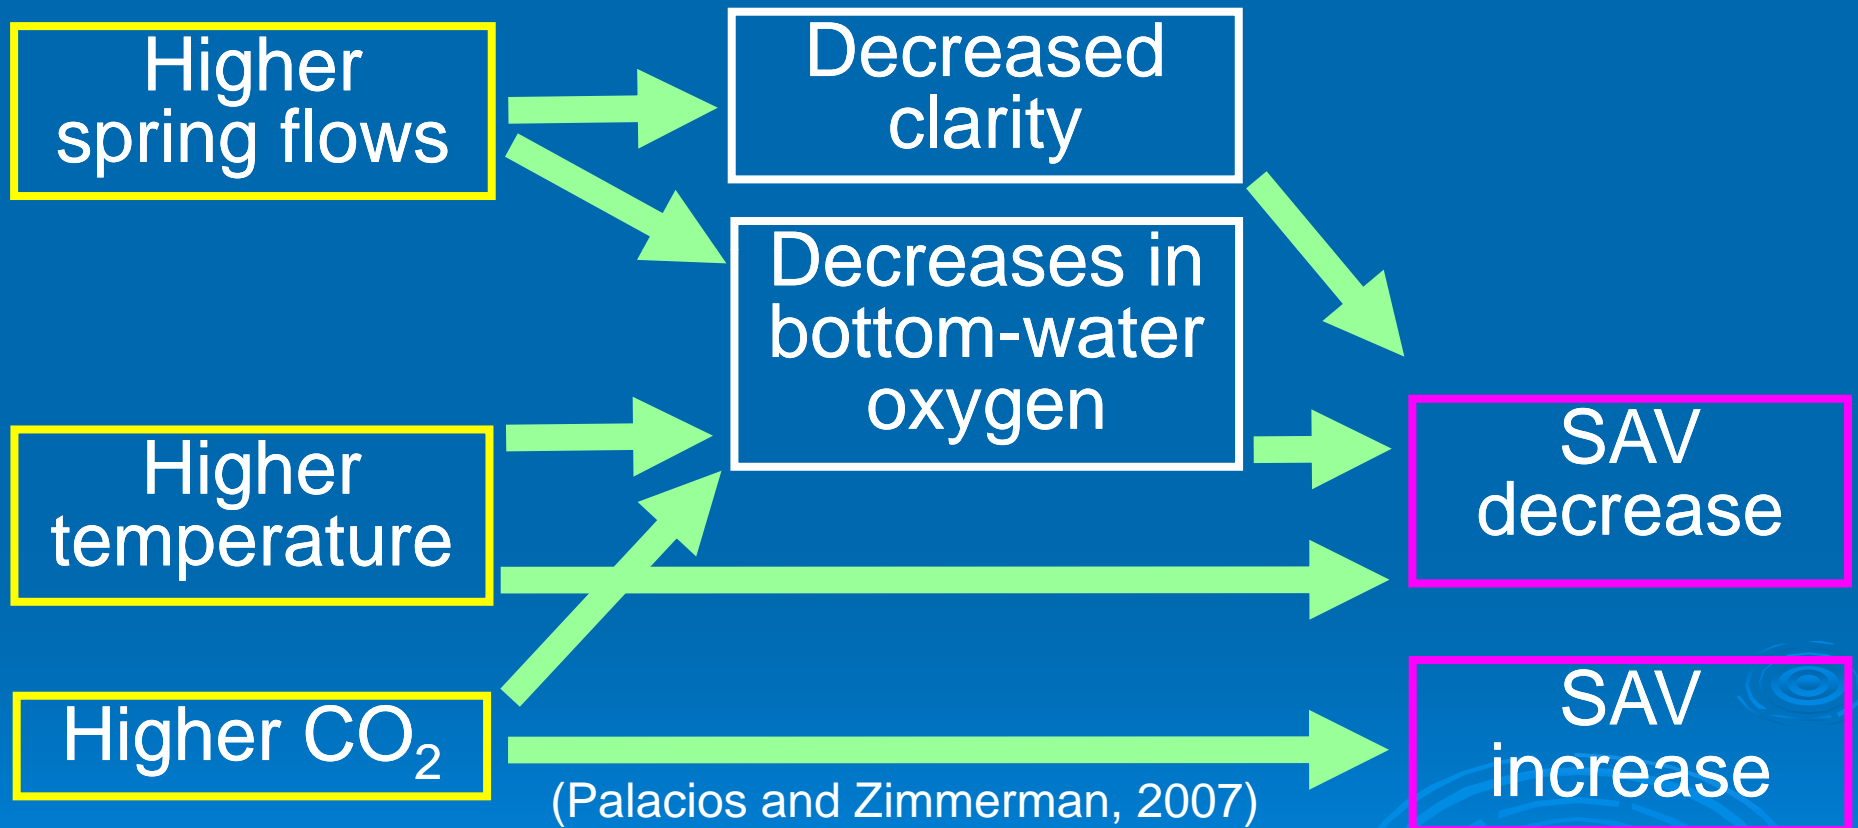 Higher
spring flows
Decreased
clarity
Decreases in
bottom-water
oxygen
Higher
temperature
SAV
decrease
Higher CO₂
SAV
increase
(Palacios and Zimmerman, 2007)